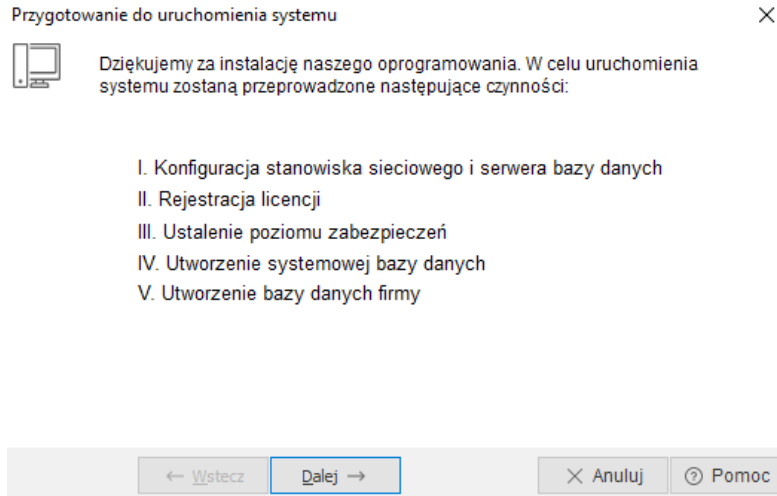 Przygotowanie do uruchomienia systemu
Dziękujemy za instalację naszego oprogramowania. W celu uruchomienia
systemu zostaną przeprowadzone następujące czynności:
I. Konfiguracja stanowiska sieciowego i serwera bazy danych
II. Rejestracja licencji
III. Ustalenie poziomu zabezpieczeń
IV. Utworzenie systemowej bazy danych
V. Utworzenie bazy danych firmy
← Wstecz Dalej → Anuluj Pomoc